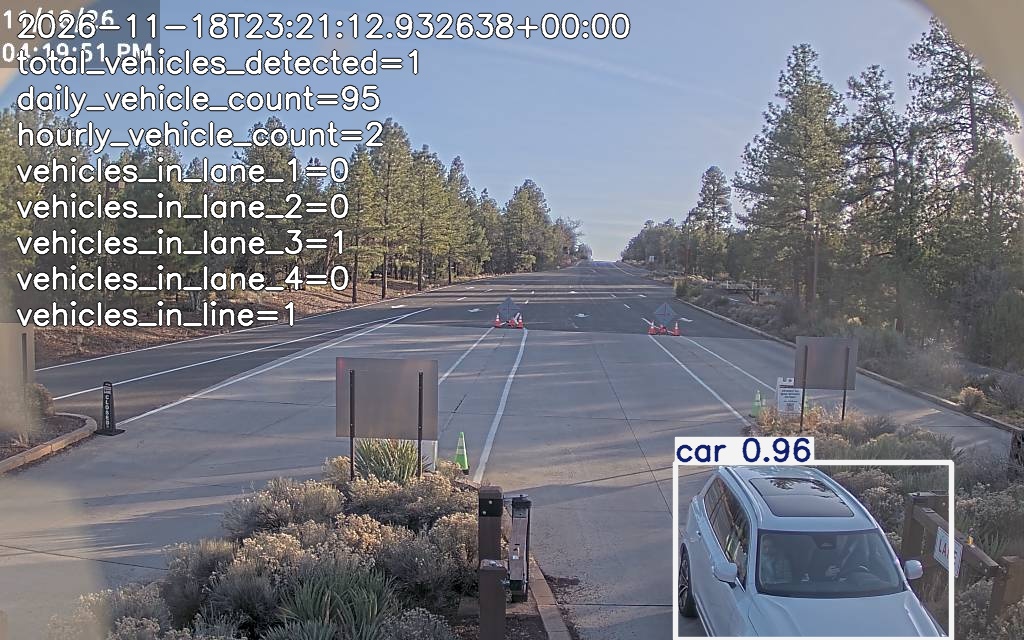 2026-11-18T23:21:12.932638+00:00
04:19:51 PM
total_vehicles_detected=1
daily_vehicle_count=95
hourly_vehicle_count=2
vehicles_in_lane_1=0
vehicles_in_lane_2=0
vehicles_in_lane_3=1
vehicles_in_lane_4=0
vehicles_in_line=1
CLOSED
car 0.96